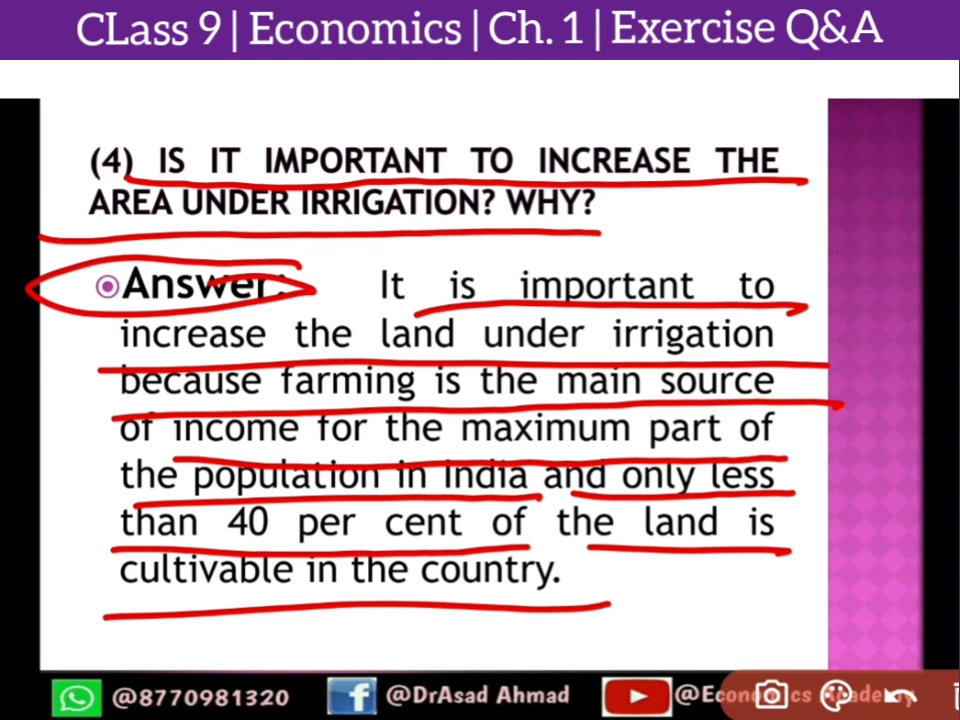 CLass 9 | Economics | Ch. 1 | Exercise Q&A
(4) IS IT IMPORTANT TO INCREASE THE
AREA UNDER IRRIGATION? WHY?
Answer: It is important to
increase the land under irrigation
because farming is the main source
of income for the maximum part of
the population in India and only less
than 40 per cent of the land is
cultivable in the country.
@8770981320 @DrAsad Ahmad @Economics Academy